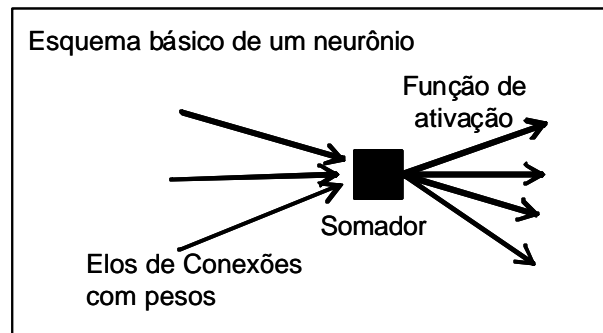 Esquema básico de um neurônio
Função de
ativação
Somador
Elos de Conexões
com pesos